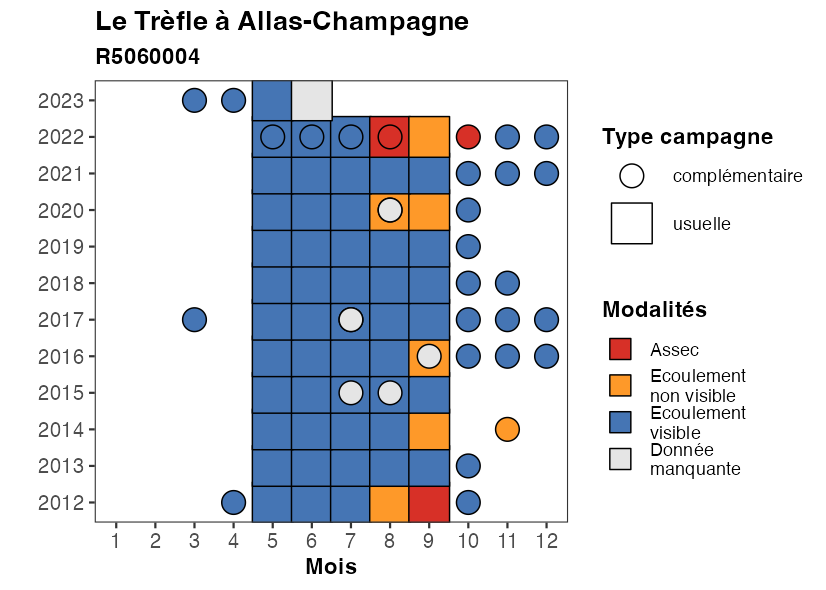 Le Trèfle à Allas-Champagne
R5060004
2023
2022
2021
2020
2019
2018
2017
2016
2015
2014
2013
2012
1 2 3 4 5 6 7 8 9 10 11 12
Mois
Type campagne
complémentaire
usuelle
Modalités
Assec
Ecoulement
non visible
Ecoulement
visible
Donnée
manquante